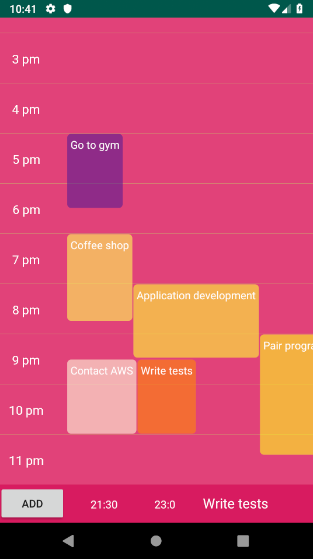 10:41
3 pm
4 pm
5 pm
Go to gym
6 pm
7 pm
Coffee shop
8 pm
Application development
9 pm
Pair progra
Contact AWS
Write tests
10 pm
11 pm
ADD
21:30
23:0
Write tests